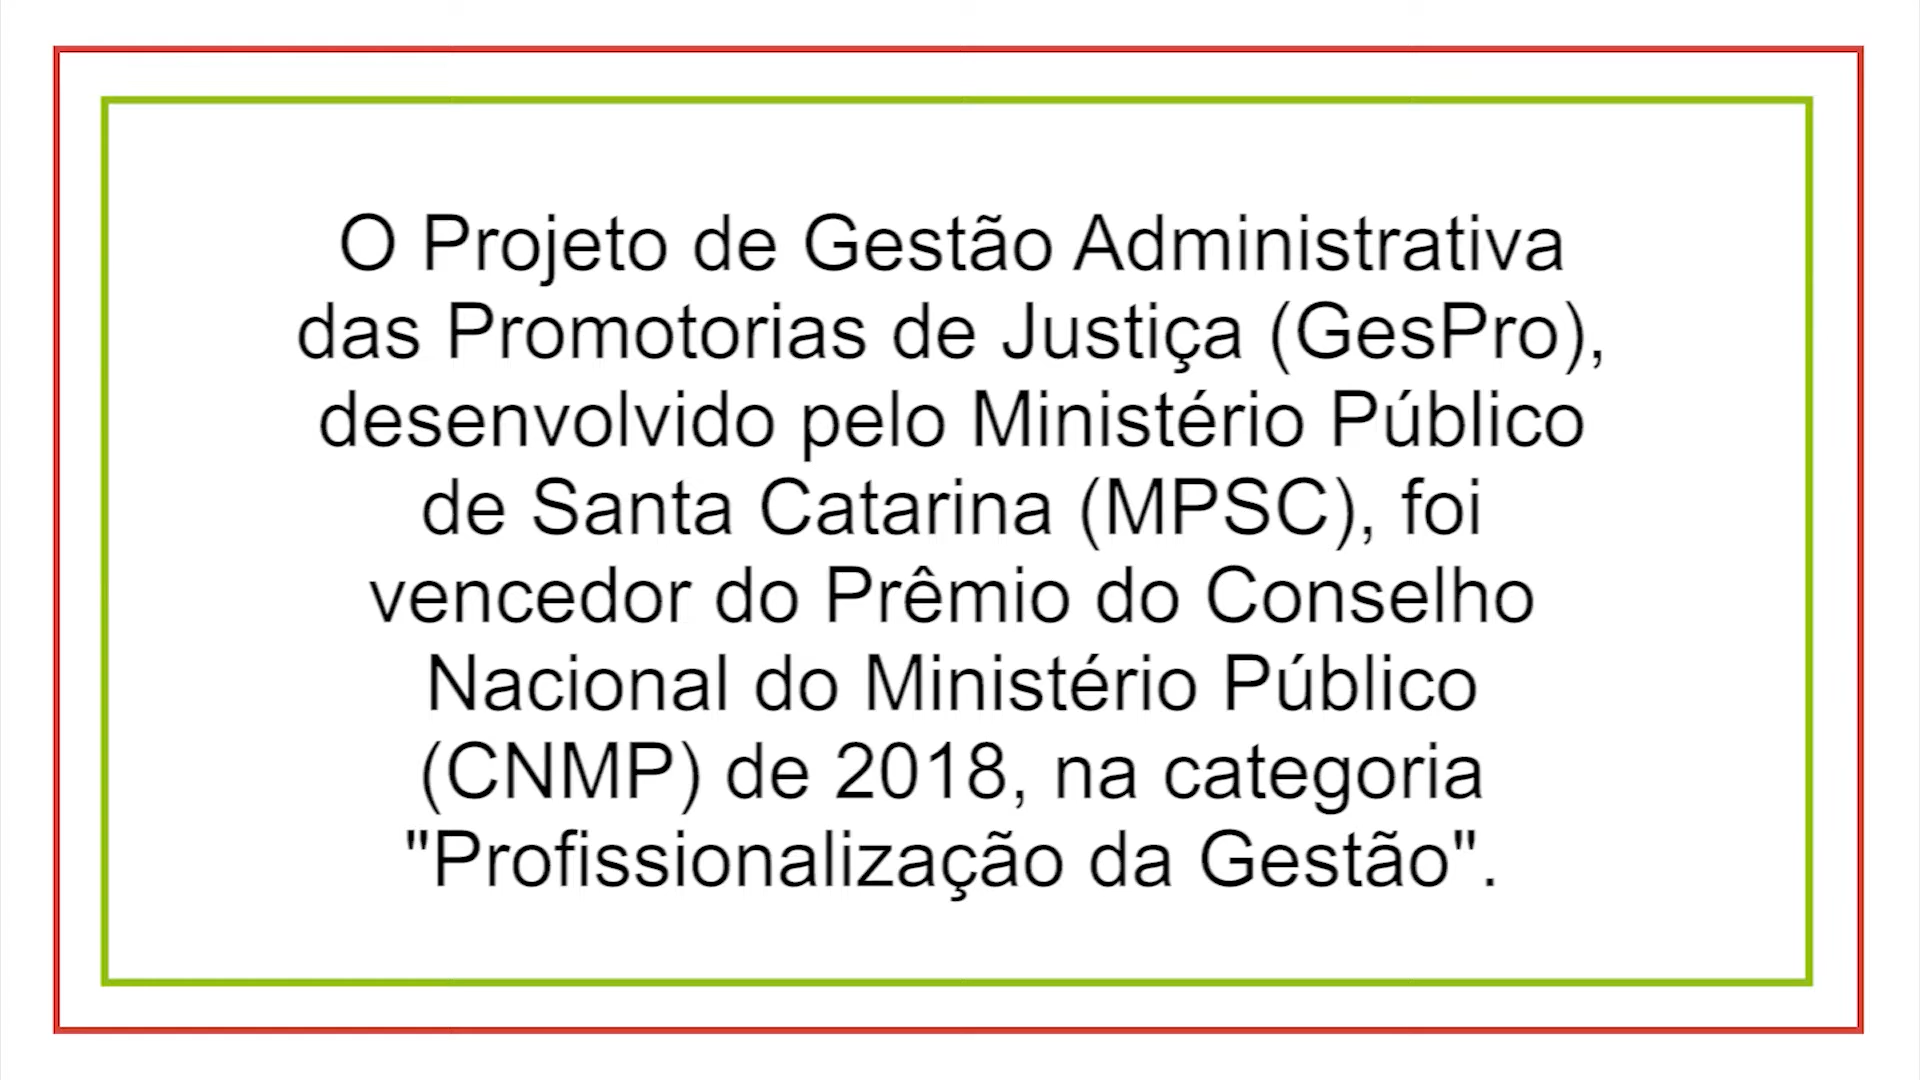 O Projeto de Gestão Administrativa
das Promotorias de Justiça (GesPro),
desenvolvido pelo Ministério Público
de Santa Catarina (MPSC), foi
vencedor do Prêmio do Conselho
Nacional do Ministério Público
(CNMP) de 2018, na categoria
"Profissionalização da Gestão".